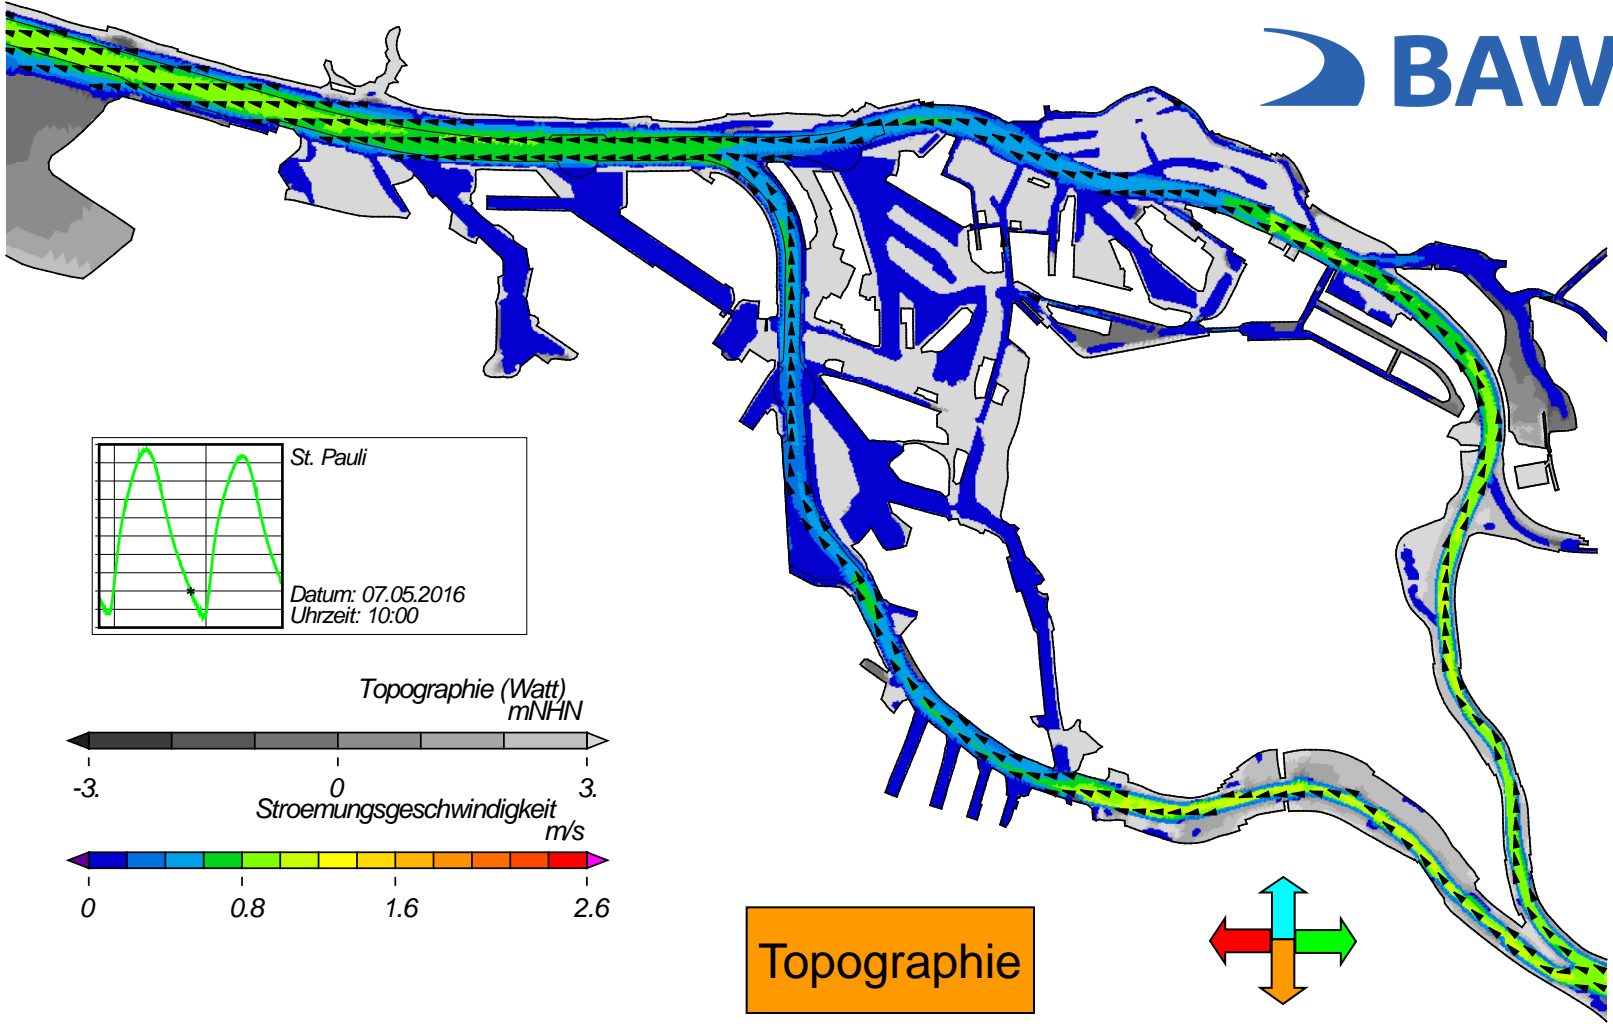 BAW
St. Pauli
Datum: 07.05.2016
Uhrzeit: 10:00
Topographie (Watt)
mNHN
-3. 0 3.
Stroemungsgeschwindigkeit
m/s
0 0.8 1.6 2.6
Topographie